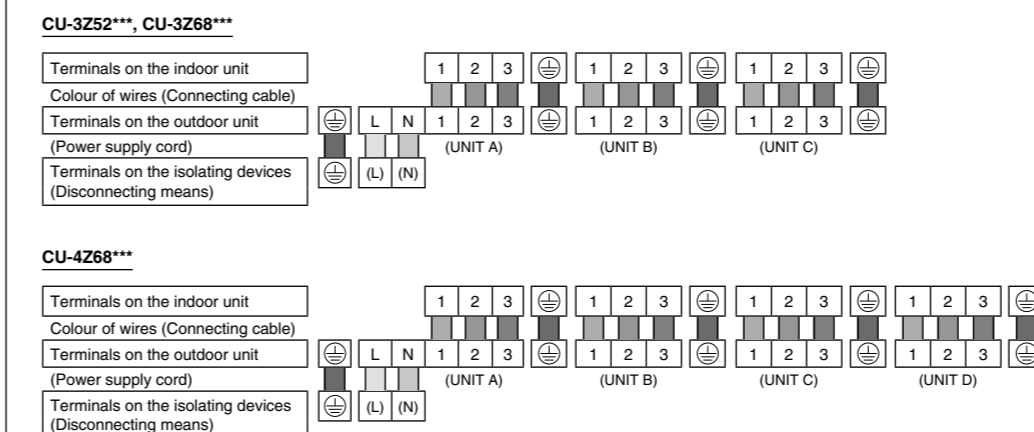 CU-3Z52***, CU-3Z68***
Terminals on the indoor unit 1 2 3 1 2 3 1 2 3
Colour of wires (Connecting cable)
Terminals on the outdoor unit L N 1 2 3 1 2 3 1 2 3
(Power supply cord) (UNIT A) (UNIT B) (UNIT C)
Terminals on the isolating devices (L) (N)
(Disconnecting means)
CU-4Z68***
Terminals on the indoor unit 1 2 3 1 2 3 1 2 3 1 2 3
Colour of wires (Connecting cable)
Terminals on the outdoor unit L N 1 2 3 1 2 3 1 2 3 1 2 3
(Power supply cord) (UNIT A) (UNIT B) (UNIT C) (UNIT D)
Terminals on the isolating devices (L) (N)
(Disconnecting means)